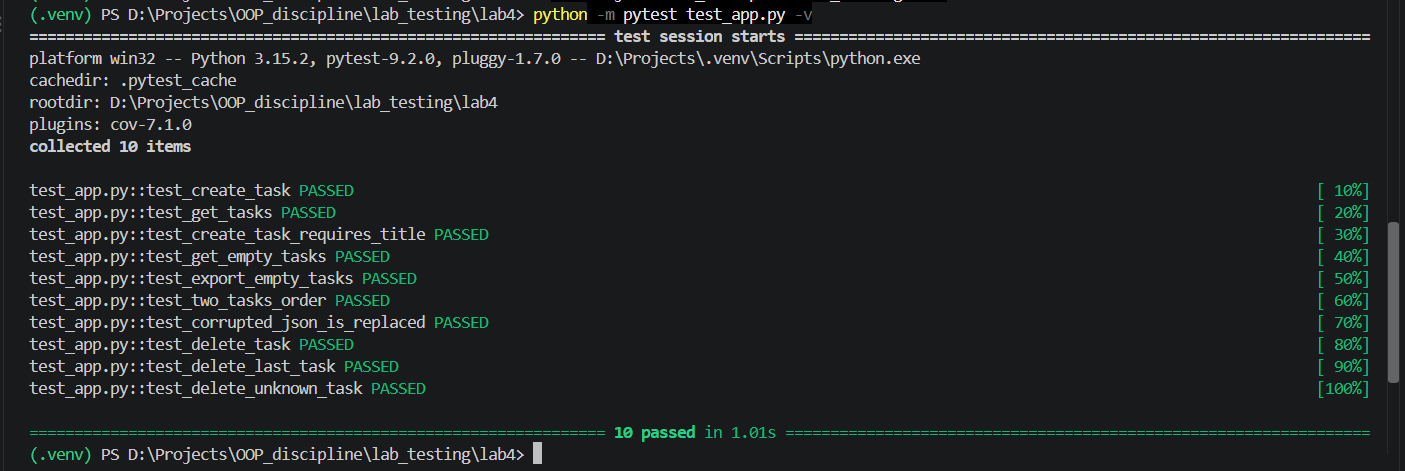 (.venv) PS D:\Projects\OOP_discipline\lab_testing\lab4> python -m pytest test_app.py -v
================================================================ test session starts ================================================================
platform win32 -- Python 3.15.2, pytest-9.2.0, pluggy-1.7.0 -- D:\Projects\.venv\Scripts\python.exe
cachedir: .pytest_cache
rootdir: D:\Projects\OOP_discipline\lab_testing\lab4
plugins: cov-7.1.0
collected 10 items
test_app.py::test_create_task PASSED [ 10%]
test_app.py::test_get_tasks PASSED [ 20%]
test_app.py::test_create_task_requires_title PASSED [ 30%]
test_app.py::test_get_empty_tasks PASSED [ 40%]
test_app.py::test_export_empty_tasks PASSED [ 50%]
test_app.py::test_two_tasks_order PASSED [ 60%]
test_app.py::test_corrupted_json_is_replaced PASSED [ 70%]
test_app.py::test_delete_task PASSED [ 80%]
test_app.py::test_delete_last_task PASSED [ 90%]
test_app.py::test_delete_unknown_task PASSED [100%]
================================================================ 10 passed in 1.01s =================================================================
(.venv) PS D:\Projects\OOP_discipline\lab_testing\lab4>